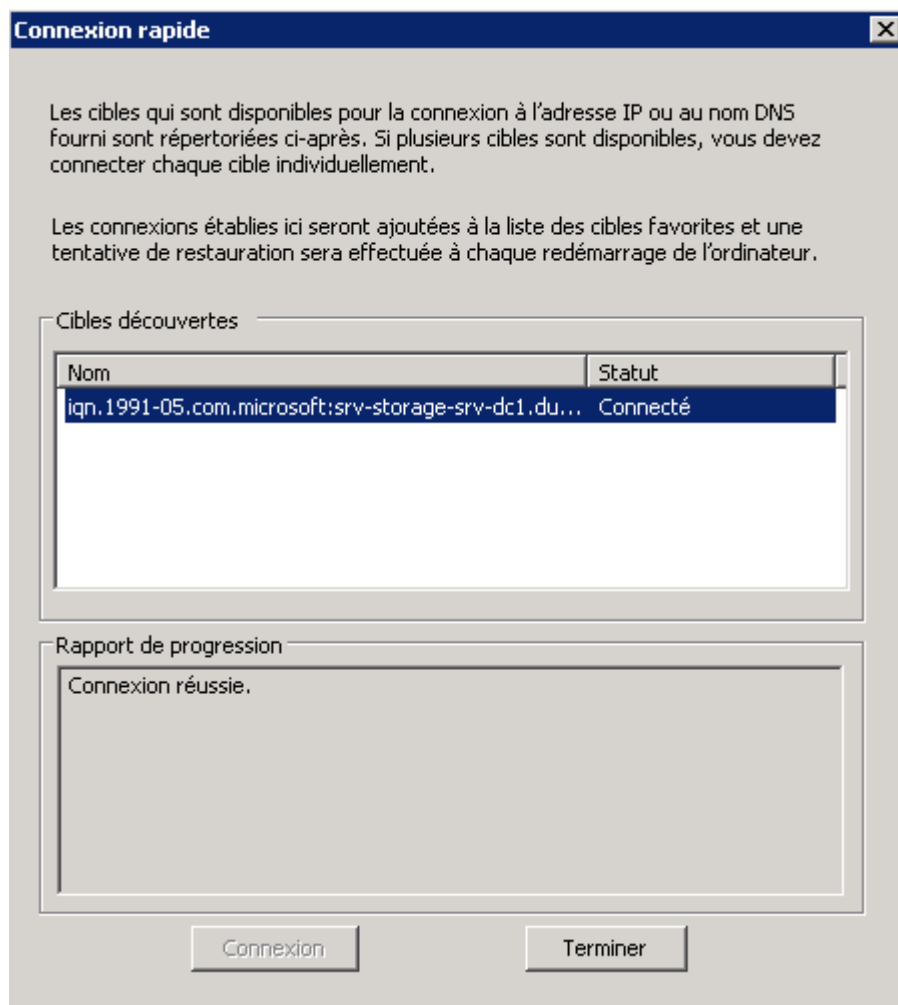 Connexion rapide
Les cibles qui sont disponibles pour la connexion à l'adresse IP ou au nom DNS
fourni sont répertoriées ci-après. Si plusieurs cibles sont disponibles, vous devez
connecter chaque cible individuellement.
Les connexions établies ici seront ajoutées à la liste des cibles favorites et une
tentative de restauration sera effectuée à chaque redémarrage de l'ordinateur.
Cibles découvertes
Nom Statut
iqn.1991-05.com.microsoft:srv-storage-srv-dc1.du... Connecté
Rapport de progression
Connexion réussie.
Connexion Terminer